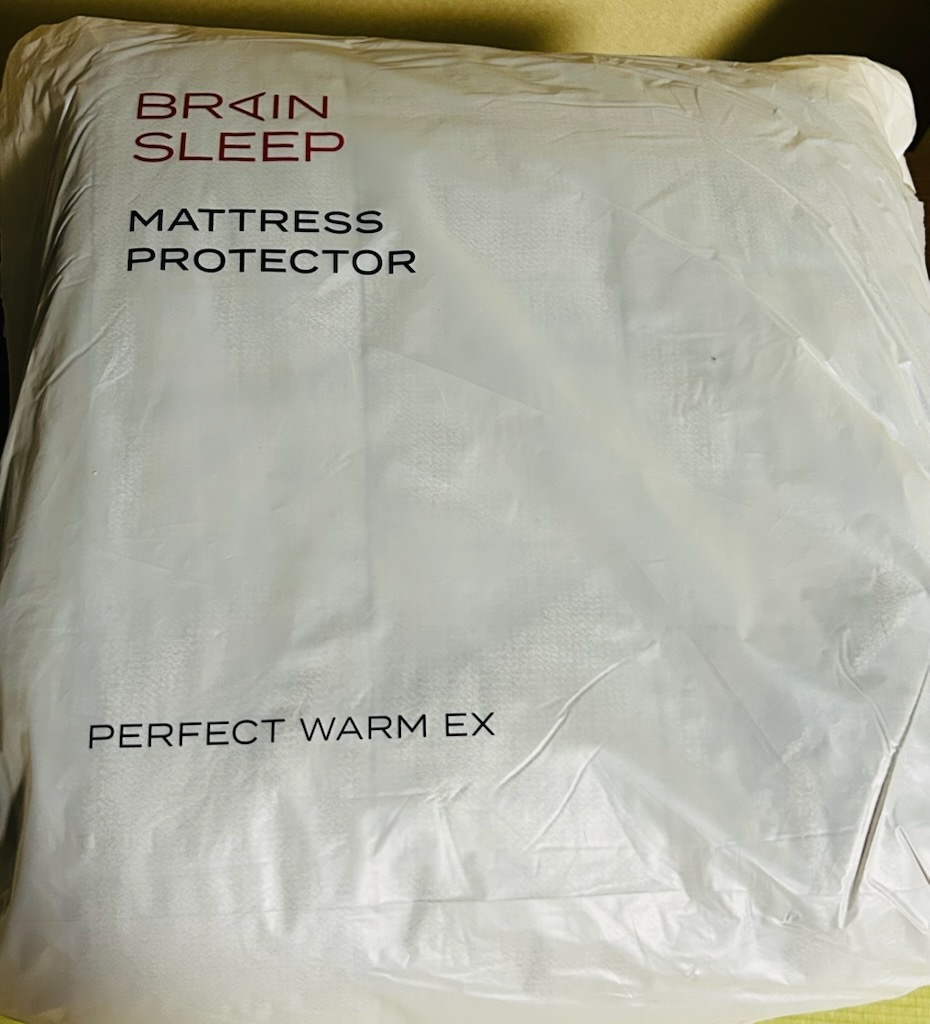 BRAIN
SLEEP
MATTRESS
PROTECTOR
PERFECT WARM EX